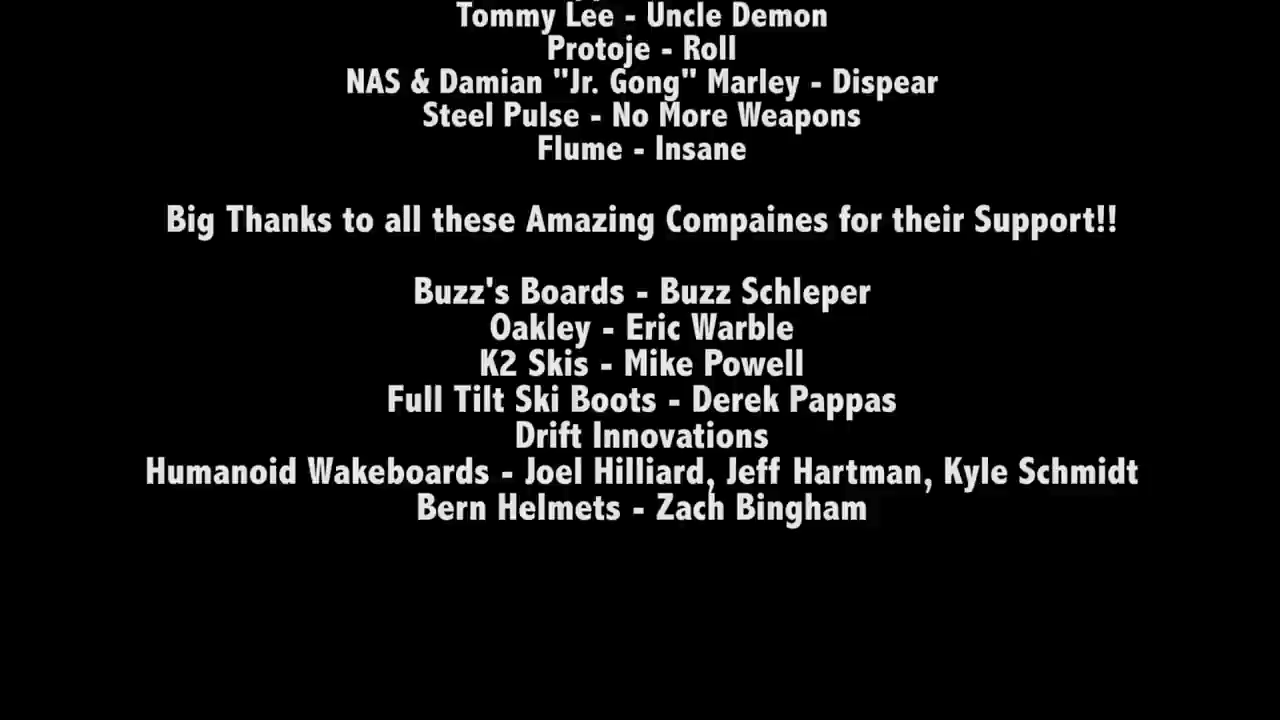 Tommy Lee - Uncle Demon
Protoje - Roll
NAS & Damian "Jr. Gong" Marley - Dispear
Steel Pulse - No More Weapons
Flume - Insane
Big Thanks to all these Amazing Compaines for their Support!!
Buzz's Boards - Buzz Schleper
Oakley - Eric Warble
K2 Skis - Mike Powell
Full Tilt Ski Boots - Derek Pappas
Drift Innovations
Humanoid Wakeboards - Joel Hilliard, Jeff Hartman, Kyle Schmidt
Bern Helmets - Zach Bingham